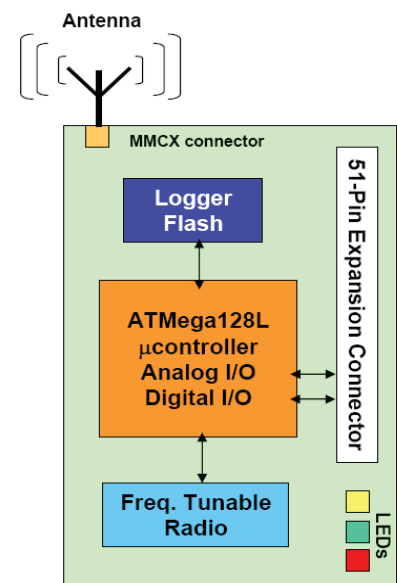 Antenna
MMCX connector
Logger
Flash
51-Pin Expansion Connector
ATMega128L
μcontroller
Analog I/O
Digital I/O
Freq. Tunable
Radio
LEDs